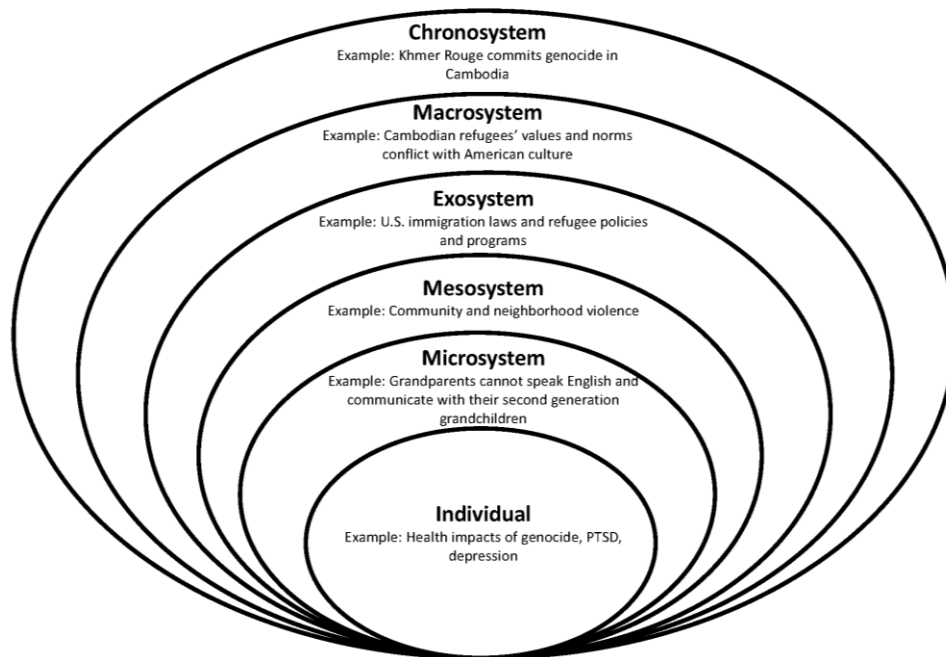 Chronosystem
Example: Khmer Rouge commits genocide in
Cambodia
Macrosystem
Example: Cambodian refugees’ values and norms
conflict with American culture
Exosystem
Example: U.S. immigration laws and refugee policies
and programs
Mesosystem
Example: Community and neighborhood violence
Microsystem
Example: Grandparents cannot speak English and
communicate with their second generation
grandchildren
Individual
Example: Health impacts of genocide, PTSD,
depression